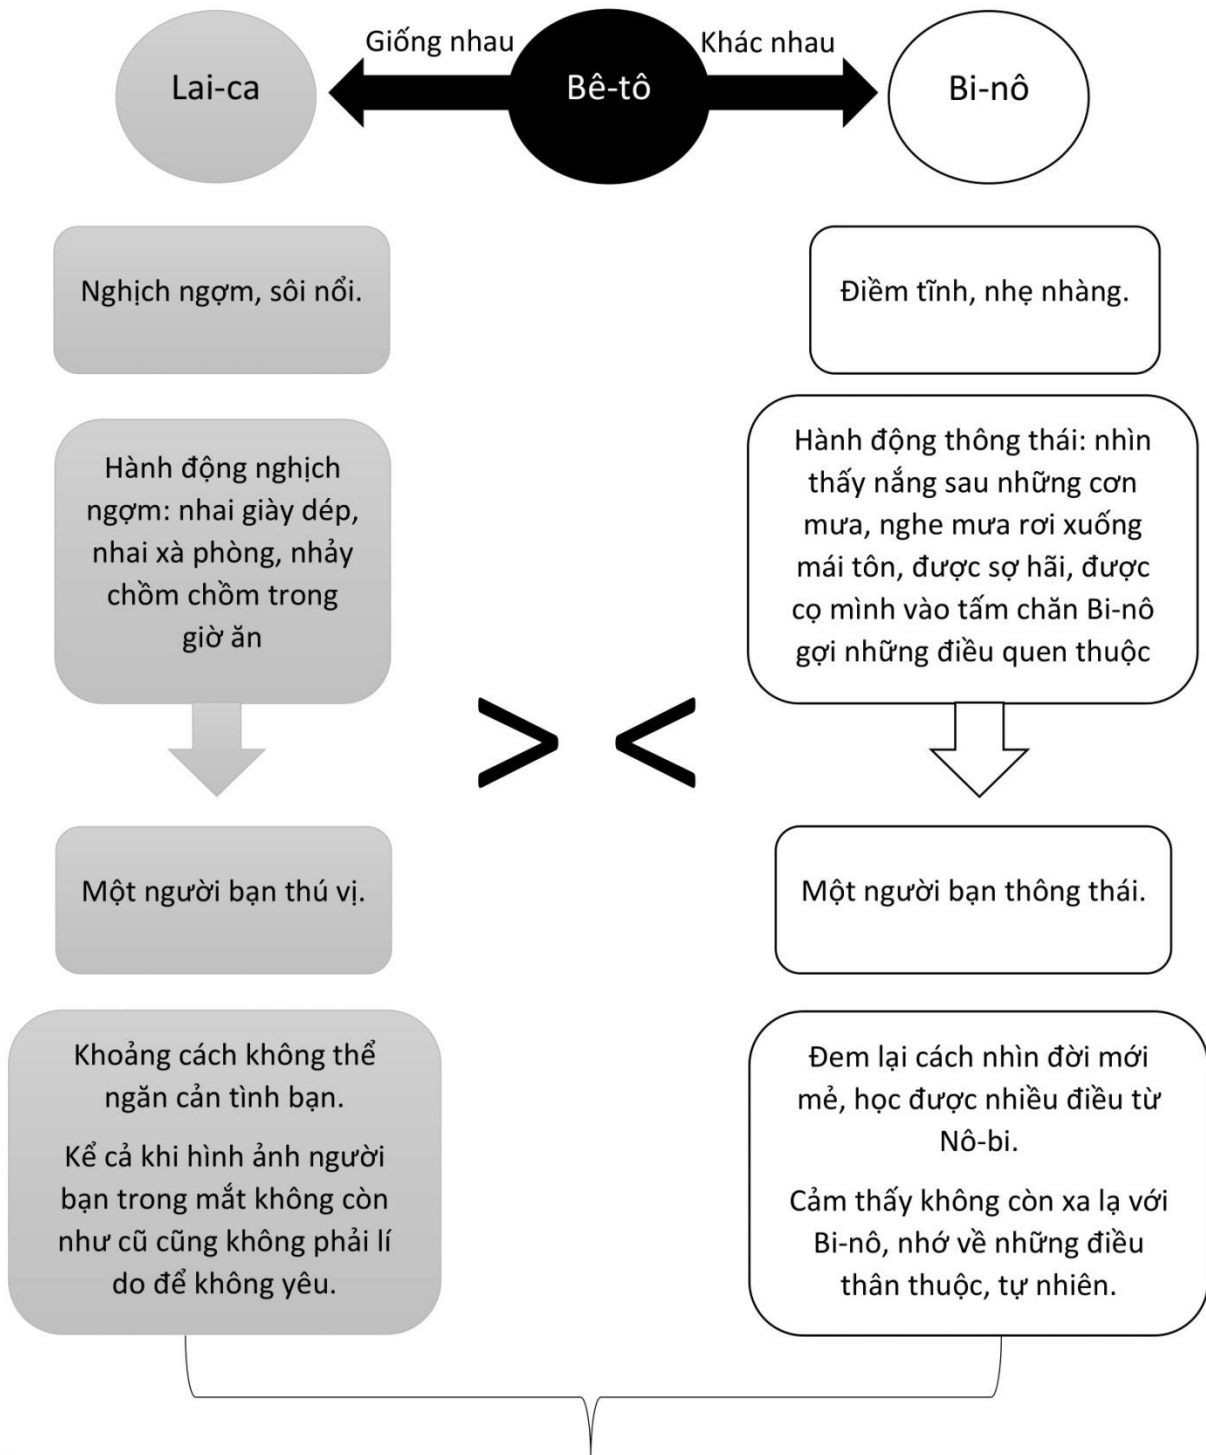 Giống nhau
Khác nhau
Lai-ca
Bê-tô
Bi-nô
Nghịch ngợm, sôi nổi.
Điềm tĩnh, nhẹ nhàng.
Hành động nghịch
ngợm: nhai giày dép,
nhai xà phòng, nhảy
chồm chồm trong
giờ ăn
Hành động thông thái: nhìn
thấy nắng sau những cơn
mưa, nghe mưa rơi xuống
mái tôn, được sợ hãi, được
cọ mình vào tấm chăn Bi-nô
gợi những điều quen thuộc
> <
Một người bạn thú vị.
Một người bạn thông thái.
Khoảng cách không thể
ngăn cản tình bạn.
Kể cả khi hình ảnh người
bạn trong mắt không còn
như cũ cũng không phải lí
do để không yêu.
Đem lại cách nhìn đời mới
mẻ, học được nhiều điều từ
Nô-bi.
Cảm thấy không còn xa lạ với
Bi-nô, nhớ về những điều
thân thuộc, tự nhiên.